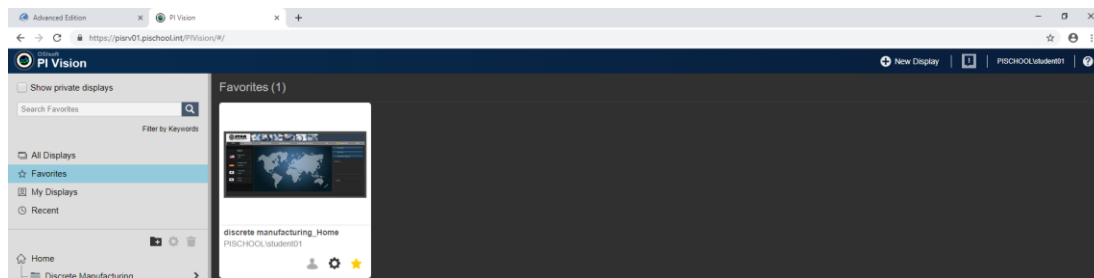 Advanced Edition
PI Vision
https://pisrv01.pischool.int/PIVision/#/
OSIsoft
PI Vision
New Display
PISCHOOL\student01
Show private displays
Favorites (1)
Search Favorites
Filter by Keywords
All Displays
Favorites
My Displays
Recent
discrete manufacturing_Home
PISCHOOL\student01
Home
Discrete Manufacturing